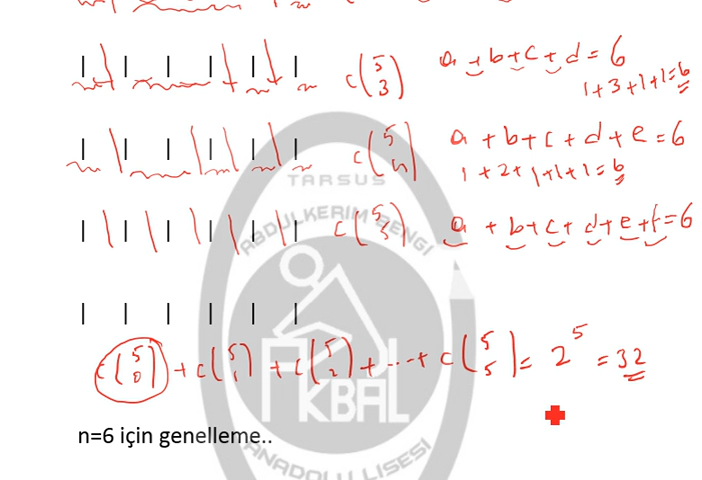 | | | | | | C(5 3) a+b+c+d=6
1+3+1+1=6
| | | | | | C(5 4) a+b+c+d+e=6
1+2+1+1+1=6
| | | | | | C(5 5) a+b+c+d+e+f=6
| | | | | |
C(5 0)+C(5 1)+C(5 2)+...+C(5 5)=2^5=32
n=6 için genelleme..
TARSUS
ABDULKERİM BENGİ
AKBAL
ANADOLU LİSESİ